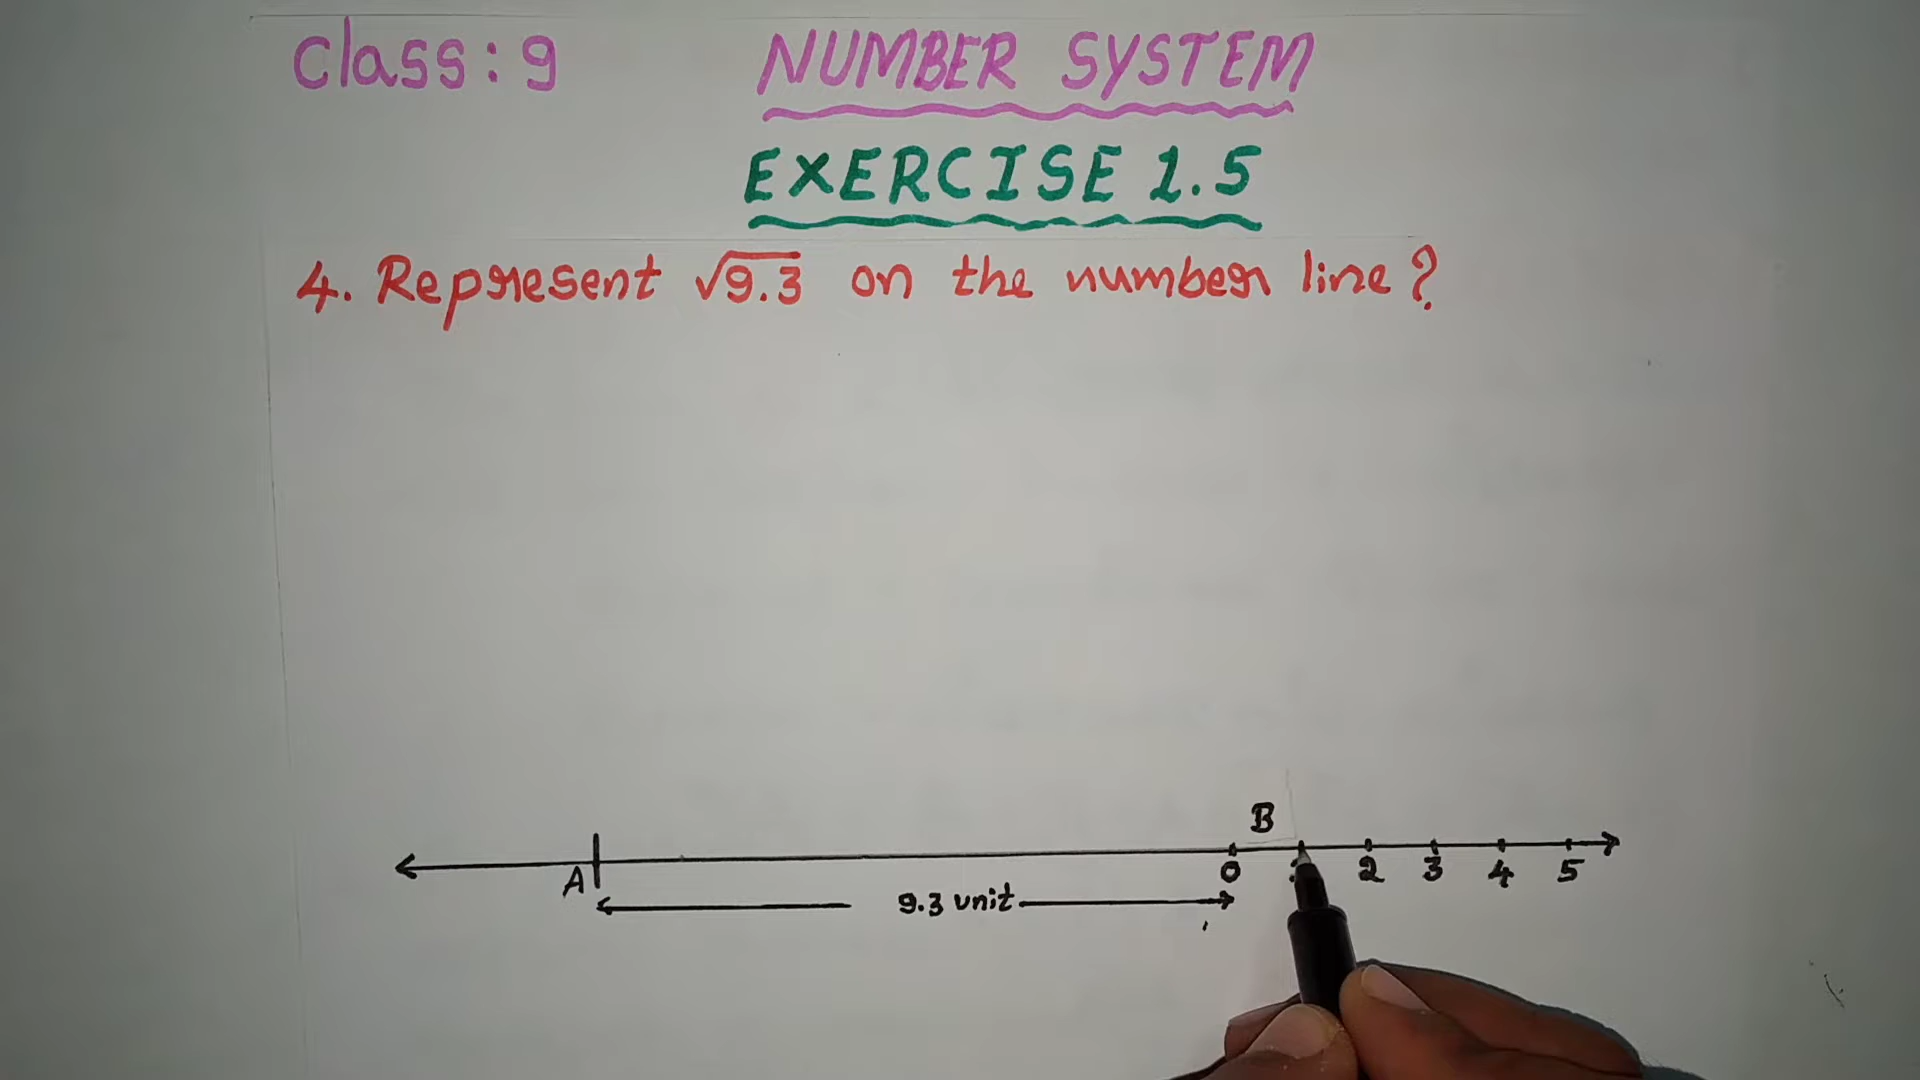 Class: 9
NUMBER SYSTEM
EXERCISE 1.5
4. Represent √9.3 on the number line?
B
A
0 2 3 4 5
9.3 unit